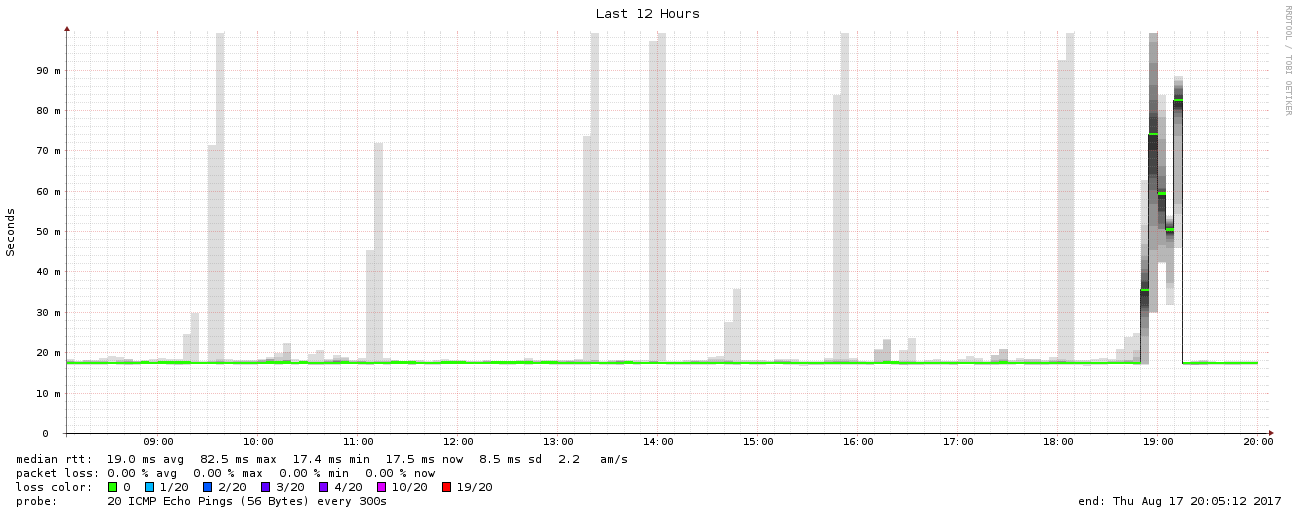 Last 12 Hours
RRDTOOL / TOBI OETIKER
Seconds
90 m
80 m
70 m
60 m
50 m
40 m
30 m
20 m
10 m
0
09:00 10:00 11:00 12:00 13:00 14:00 15:00 16:00 17:00 18:00 19:00 20:00
median rtt: 19.0 ms avg 82.5 ms max 17.4 ms min 17.5 ms now 8.5 ms sd 2.2 am/s
packet loss: 0.00 % avg 0.00 % max 0.00 % min 0.00 % now
loss color: 0 1/20 2/20 3/20 4/20 10/20 19/20
probe: 20 ICMP Echo Pings (56 Bytes) every 300s end: Thu Aug 17 20:05:12 2017